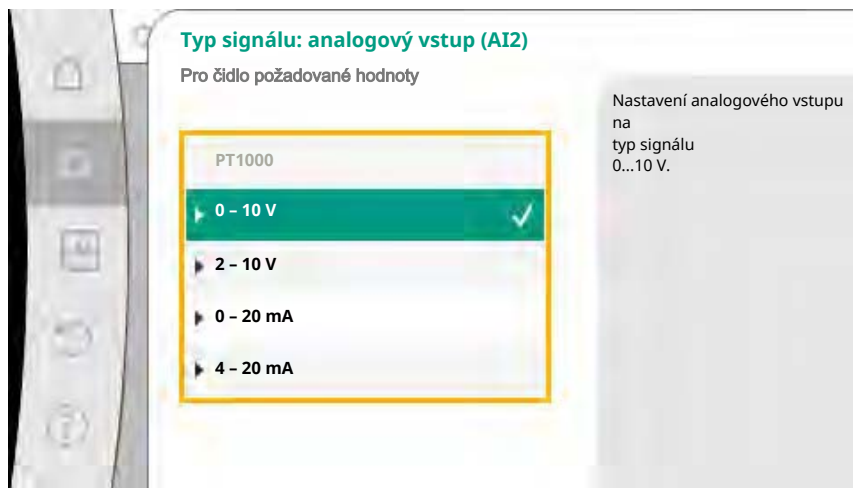 Typ signálu: analogový vstup (AI2)
Pro čidlo požadované hodnoty
PT1000
0 – 10 V
2 – 10 V
0 – 20 mA
4 – 20 mA
Nastavení analogového vstupu
na
typ signálu
0...10 V.